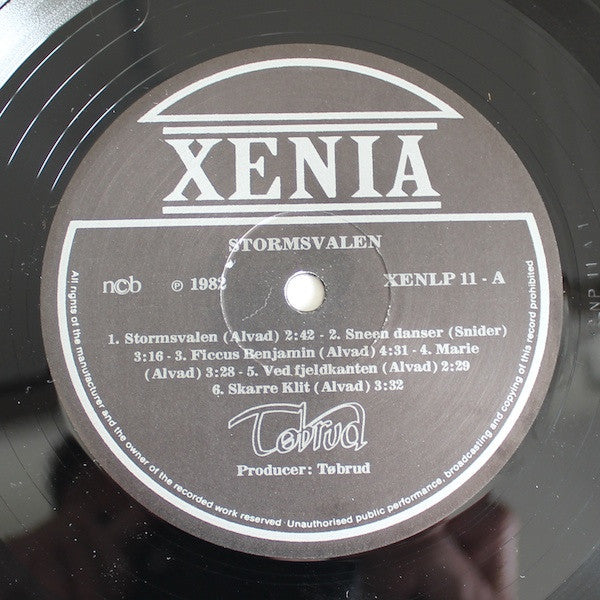 XENIA
STORMSVALEN
ncb ℗ 1982 XENLP 11 - A
1. Stormsvalen (Alvad) 2:42 - 2. Sneen danser (Snider)
3:16 - 3. Ficcus Benjamin (Alvad) 4:31 - 4. Marie
(Alvad) 3:28 - 5. Ved fjeldkanten (Alvad) 2:29
6. Skarre Klit (Alvad) 3:32
Tøbrud
Producer: Tøbrud
All rights of the manufacturer and the owner of the recorded work reserved · Unauthorised public performance, broadcasting and copying of this record prohibited